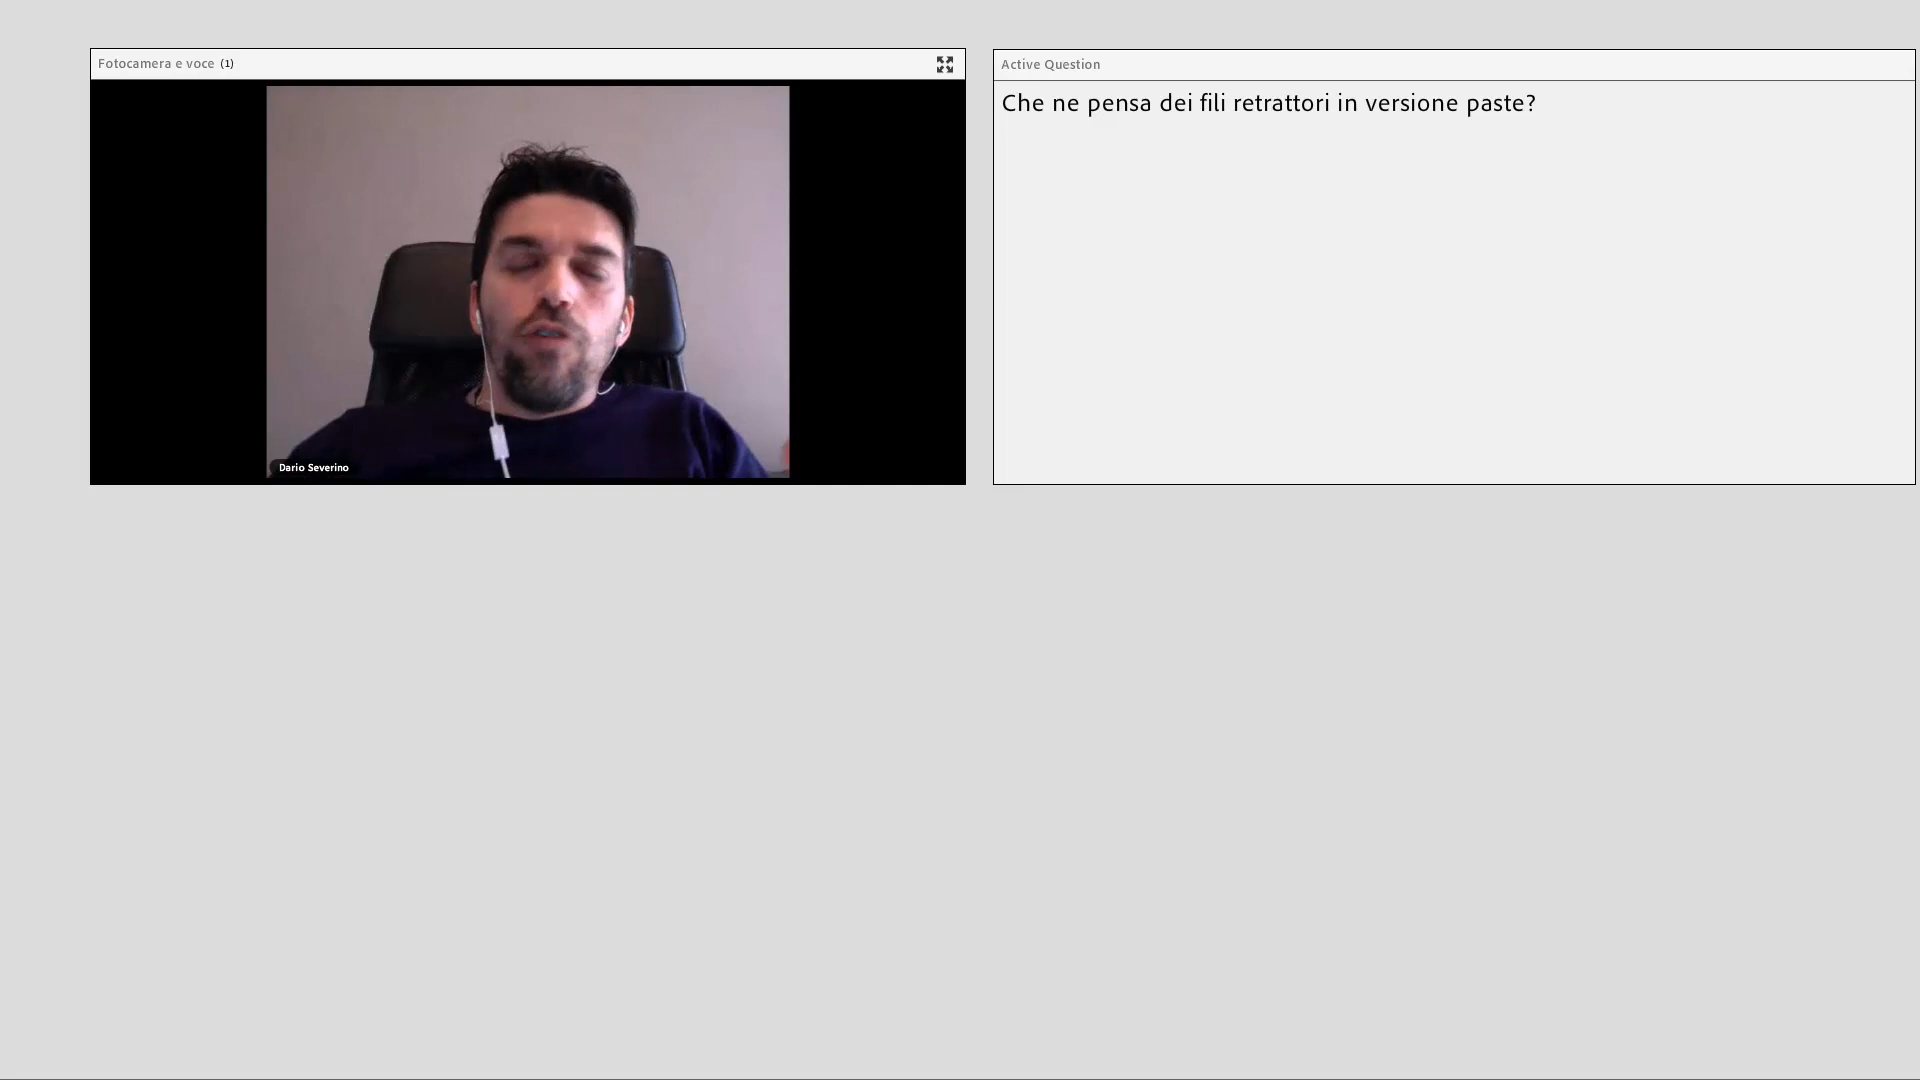 Fotocamera e voce (1)
Dario Severino
Active Question
Che ne pensa dei fili retrattori in versione paste?